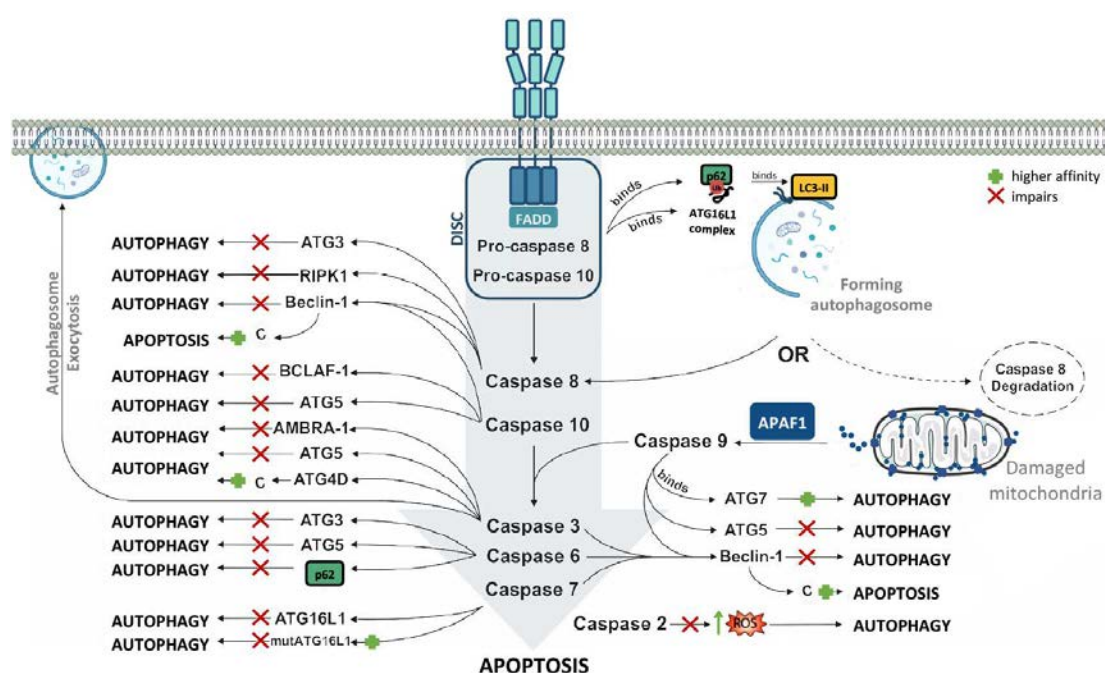 p62
Ub
binds
LC3-II
higher affinity
impairs
binds
binds
ATG16L1
complex
DISC
FADD
Pro-caspase 8
Pro-caspase 10
Forming
autophagosome
Autophagosome
Exocytosis
AUTOPHAGY ATG3
AUTOPHAGY RIPK1
AUTOPHAGY Beclin-1
APOPTOSIS C
AUTOPHAGY BCLAF-1
AUTOPHAGY ATG5
AUTOPHAGY AMBRA-1
ATG5
AUTOPHAGY
C ATG4D
AUTOPHAGY ATG3
AUTOPHAGY ATG5
AUTOPHAGY p62
AUTOPHAGY ATG16L1
AUTOPHAGY mutATG16L1
Caspase 8
Caspase 10
Caspase 3
Caspase 6
Caspase 7
APOPTOSIS
OR
Caspase 8
Degradation
Caspase 9 APAF1
Damaged
mitochondria
binds
ATG7 AUTOPHAGY
ATG5 AUTOPHAGY
Beclin-1 AUTOPHAGY
C APOPTOSIS
Caspase 2 ROS AUTOPHAGY